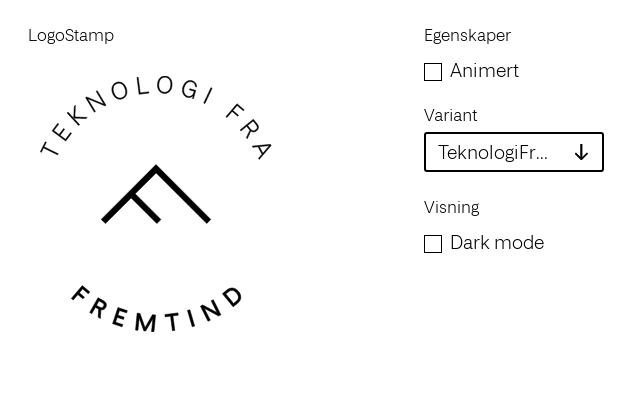 LogoStamp
TEKNOLOGI FRA
FREMTIND
Egenskaper
Animert
Variant
TeknologiFr...
Visning
Dark mode